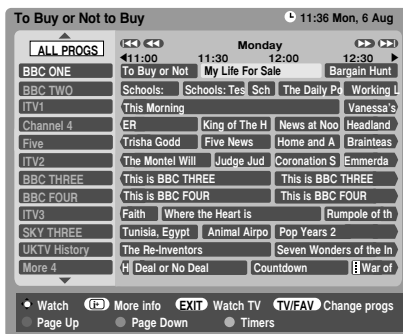 To Buy or Not to Buy 11:36 Mon, 6 Aug
ALL PROGS Monday
11:00 11:30 12:00 12:30
BBC ONE To Buy or Not My Life For Sale Bargain Hunt
BBC TWO Schools: Schools: Tes Sch The Daily Po Working L
ITV1 This Morning Vanessa's
Channel 4 ER King of The H News at Noo Headland
Five Trisha Godd Five News Home and A Brainteas
ITV2 The Montel Will Judge Jud Coronation S Emmerda
BBC THREE This is BBC THREE This is BBC THREE
BBC FOUR This is BBC FOUR This is BBC FOUR
ITV3 Faith Where the Heart is Rumpole of th
SKY THREE Tunisia, Egypt Animal Airpo Pop Years 2
UKTV History The Re-Inventors Seven Wonders of the In
More 4 H Deal or No Deal Countdown War of
Watch i More info EXIT Watch TV TV/FAV Change progs
Page Up Page Down Timers